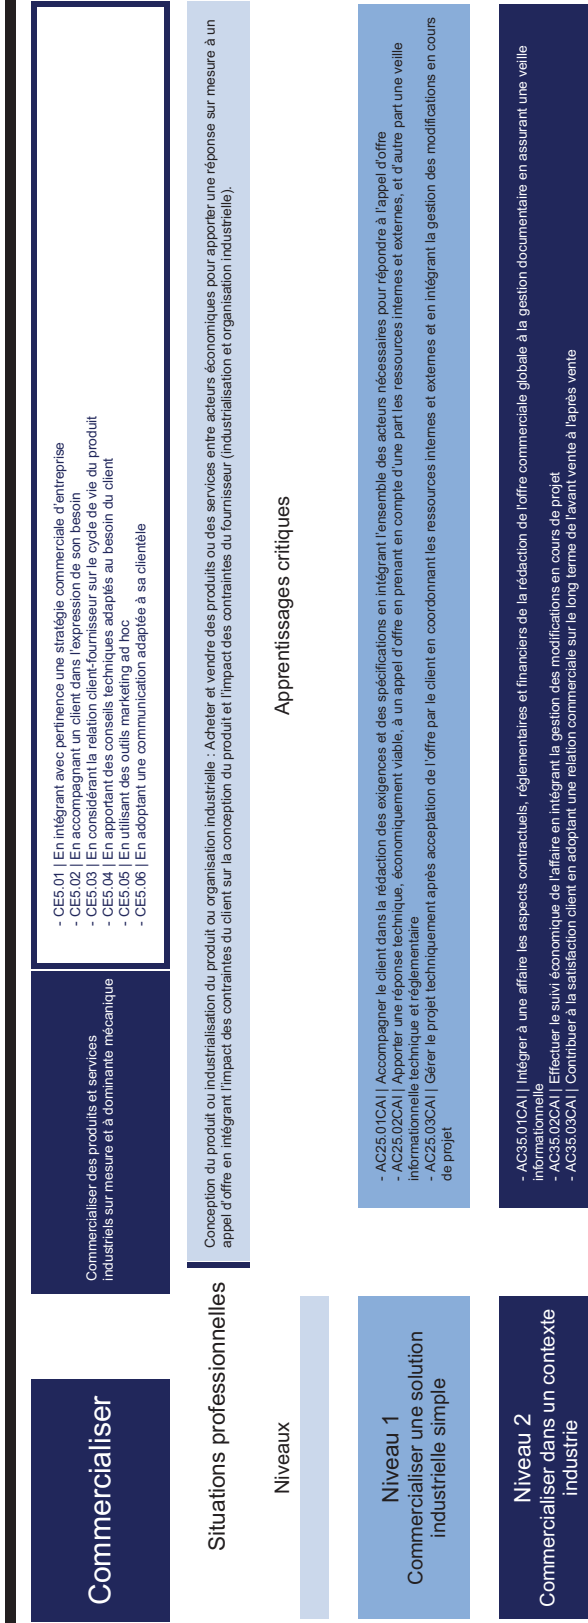 Commercialiser
Commercialiser des produits et services
industriels sur mesure et à dominante mécanique
- CE5.01 | En intégrant avec pertinence une stratégie commerciale d'entreprise
- CE5.02 | En accompagnant un client dans l'expression de son besoin
- CE5.03 | En considérant la relation client-fournisseur sur le cycle de vie du produit
- CE5.04 | En apportant des conseils techniques adaptés au besoin du client
- CE5.05 | En utilisant des outils marketing ad hoc
- CE5.06 | En adoptant une communication adaptée à sa clientèle
Situations professionnelles
Conception du produit ou industrialisation du produit ou organisation industrielle : Acheter et vendre des produits ou des services entre acteurs économiques pour apporter une réponse sur mesure à un
appel d'offre en intégrant l'impact des contraintes du client sur la conception du produit et l'impact des contraintes du fournisseur (industrialisation et organisation industrielle).
Niveaux
Apprentissages critiques
Niveau 1
Commercialiser une solution
industrielle simple
- AC25.01CAI | Accompagner le client dans la rédaction des exigences et des spécifications en intégrant l'ensemble des acteurs nécessaires pour répondre à l'appel d'offre
- AC25.02CAI | Apporter une réponse technique, économiquement viable, à un appel d'offre en prenant en compte d'une part les ressources internes et externes, et d'autre part une veille
informationnelle technique et réglementaire
- AC25.03CAI | Gérer le projet techniquement après acceptation de l'offre par le client en coordonnant les ressources internes et externes et en intégrant la gestion des modifications en cours
de projet
Niveau 2
Commercialiser dans un contexte
industrie
- AC35.01CAI | Intégrer à une affaire les aspects contractuels, réglementaires et financiers de la rédaction de l'offre commerciale globale à la gestion documentaire en assurant une veille
informationnelle
- AC35.02CAI | Effectuer le suivi économique de l'affaire en intégrant la gestion des modifications en cours de projet
- AC35.03CAI | Contribuer à la satisfaction client en adoptant une relation commerciale sur le long terme de l'avant vente à l'après vente